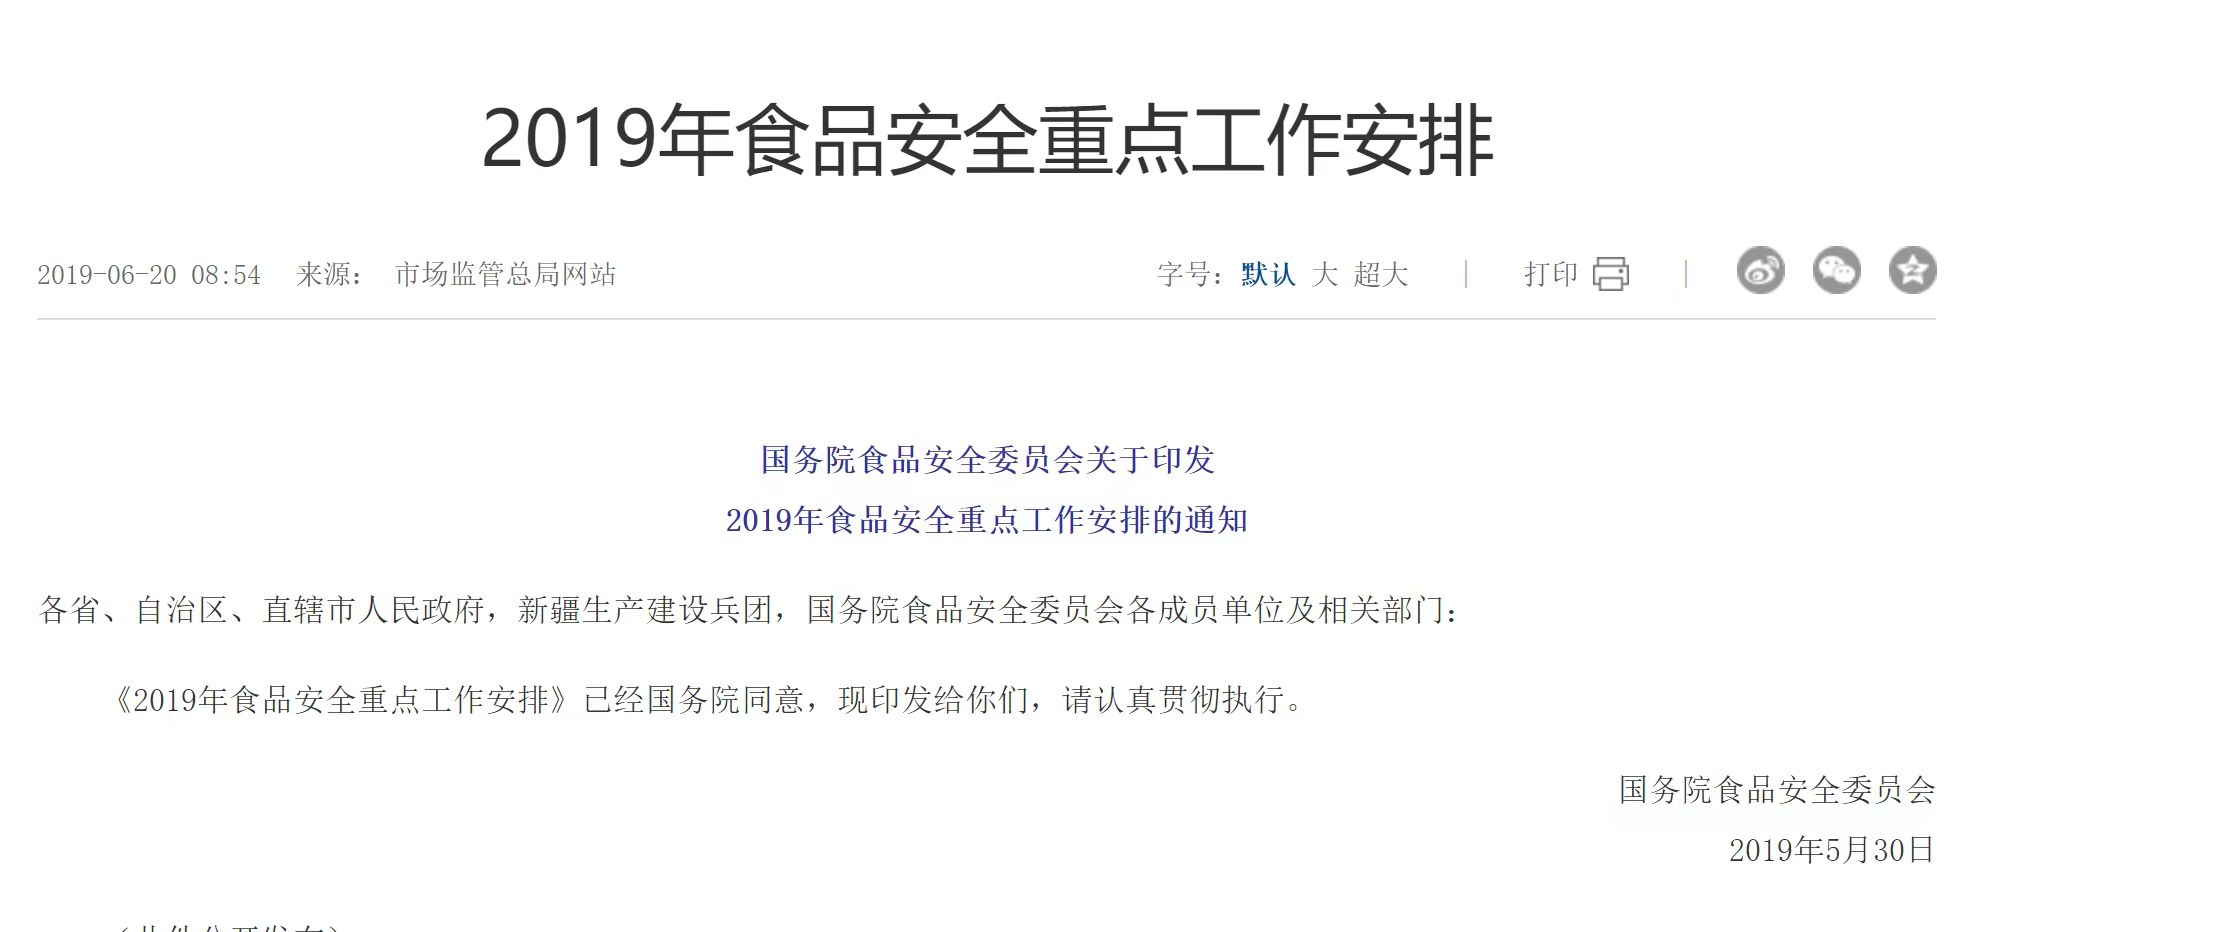 2019年食品安全重点工作安排
2019-06-20 08:54 来源： 市场监管总局网站 字号：默认 大 超大 | 打印 |
国务院食品安全委员会关于印发
2019年食品安全重点工作安排的通知
各省、自治区、直辖市人民政府，新疆生产建设兵团，国务院食品安全委员会各成员单位及相关部门：
《2019年食品安全重点工作安排》已经国务院同意，现印发给你们，请认真贯彻执行。
国务院食品安全委员会
2019年5月30日